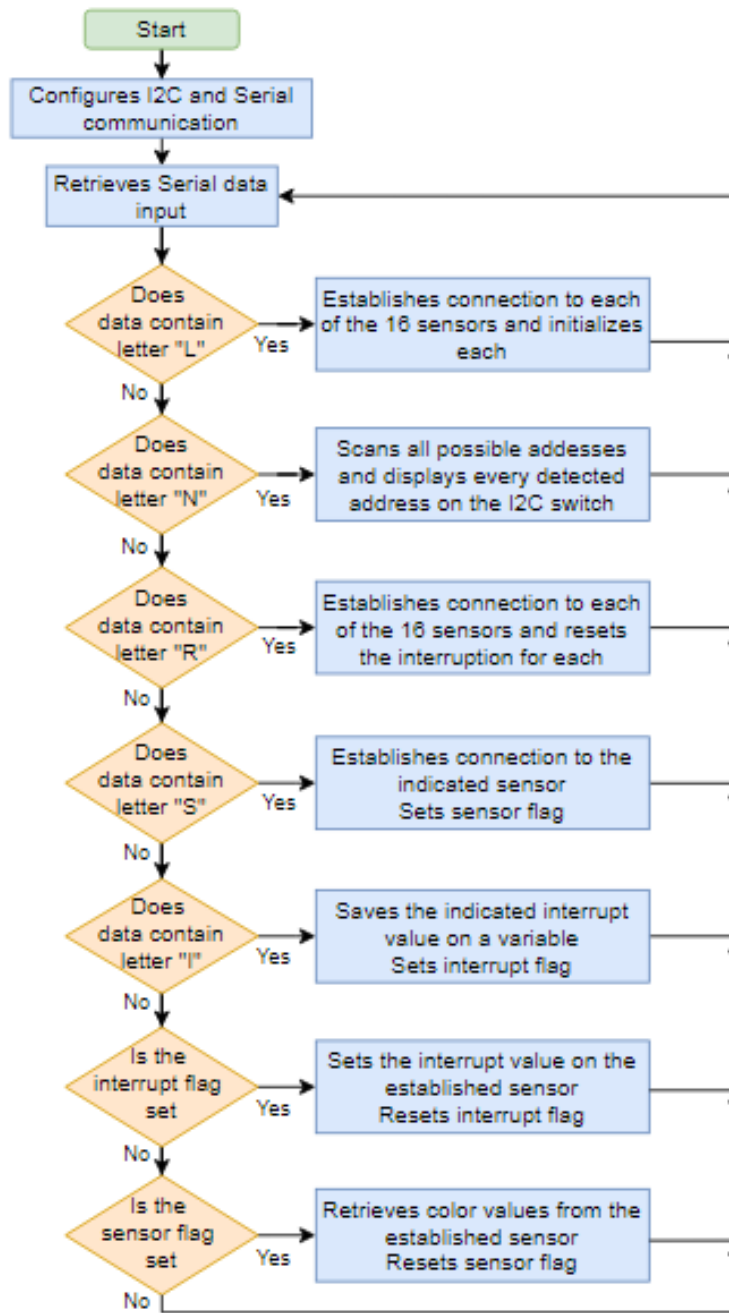 Start
Configures I2C and Serial
communication
Retrieves Serial data
input
Does
data contain
letter "L"
Yes
Establishes connection to each
of the 16 sensors and initializes
each
No
Does
data contain
letter "N"
Yes
Scans all possible addesses
and displays every detected
address on the I2C switch
No
Does
data contain
letter "R"
Yes
Establishes connection to each
of the 16 sensors and resets
the interruption for each
No
Does
data contain
letter "S"
Yes
Establishes connection to the
indicated sensor
Sets sensor flag
No
Does
data contain
letter "I"
Yes
Saves the indicated interrupt
value on a variable
Sets interrupt flag
No
Is the
interrupt flag
set
Yes
Sets the interrupt value on the
established sensor
Resets interrupt flag
No
Is the
sensor flag
set
Yes
Retrieves color values from the
established sensor
Resets sensor flag
No